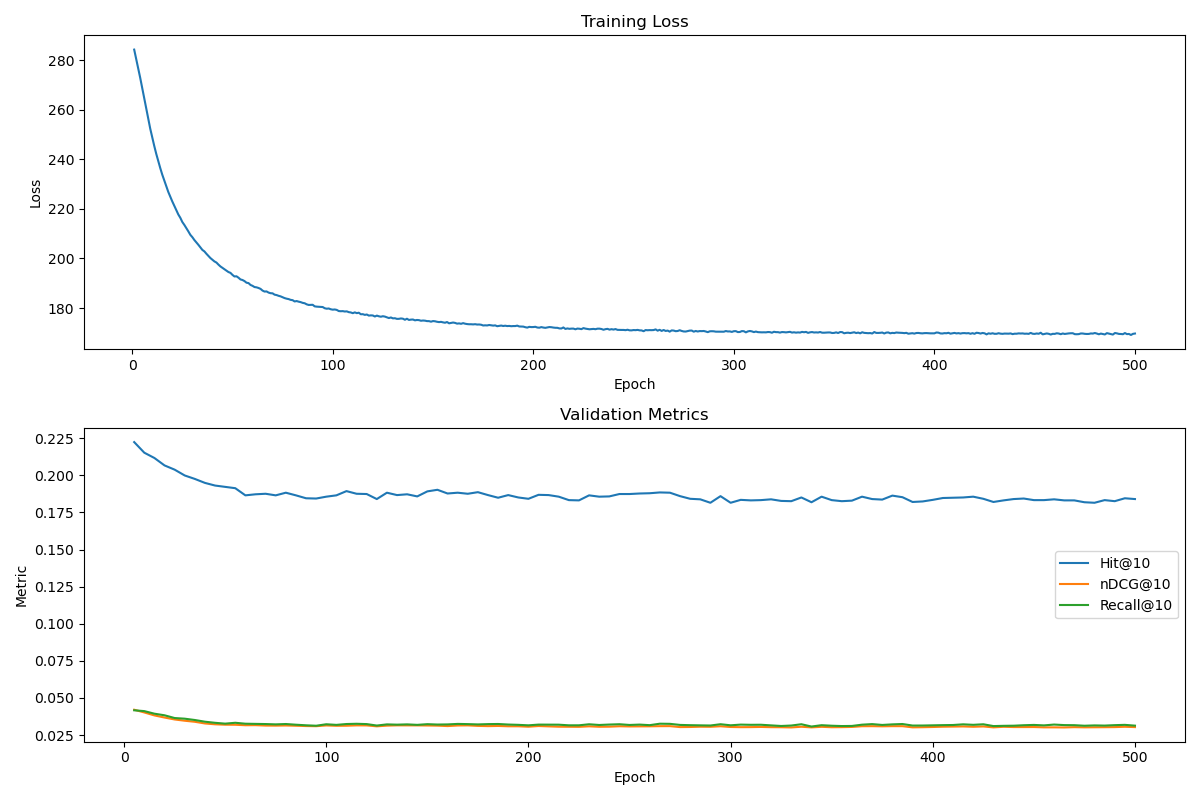 Training Loss
280
260
240
220
200
180
Loss
0 100 200 300 400 500
Epoch
Validation Metrics
0.225
0.200
0.175
0.150
0.125
0.100
0.075
0.050
0.025
Metric
Hit@10
nDCG@10
Recall@10
0 100 200 300 400 500
Epoch